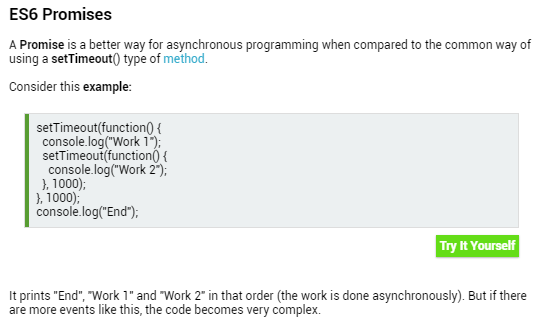 ES6 Promises
A Promise is a better way for asynchronous programming when compared to the common way of
using a setTimeout() type of method.
Consider this example:
setTimeout(function() {
console.log("Work 1");
setTimeout(function() {
console.log("Work 2");
}, 1000);
}, 1000);
console.log("End");
Try It Yourself
It prints "End", "Work 1" and "Work 2" in that order (the work is done asynchronously). But if there
are more events like this, the code becomes very complex.